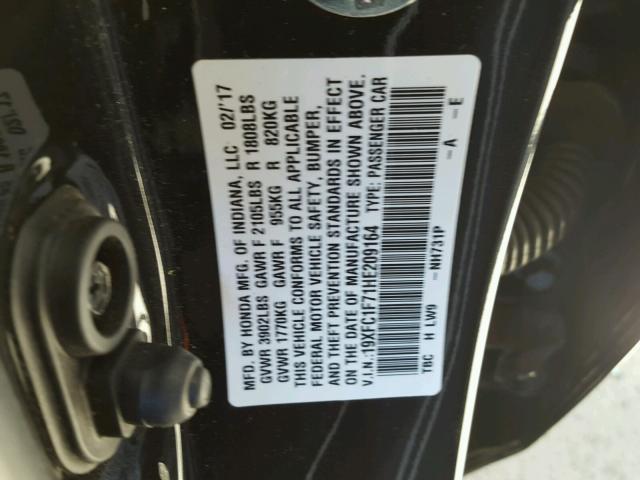 MFD. BY HONDA MFG. OF INDIANA, LLC 02/'17
GVWR 3902LBS GAWR F 2105LBS R 1808LBS
GVWR 1770KG GAWR F 955KG R 820KG
THIS VEHICLE CONFORMS TO ALL APPLICABLE
FEDERAL MOTOR VEHICLE SAFETY, BUMPER,
AND THEFT PREVENTION STANDARDS IN EFFECT
ON THE DATE OF MANUFACTURE SHOWN ABOVE.
V.I.N.:19XFC1F71HE209164 TYPE: PASSENGER CAR
NH731P — A — E
TBC H LW9